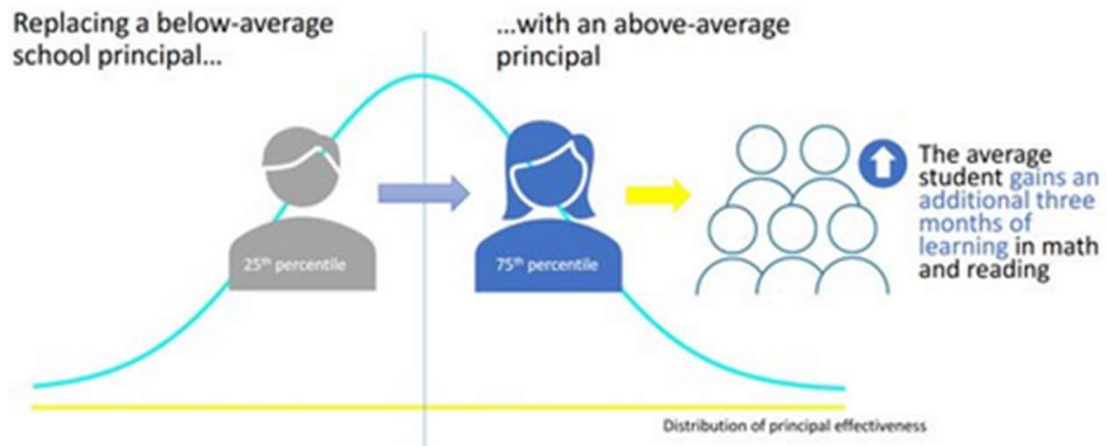 Replacing a below-average
school principal...
...with an above-average
principal
25th percentile
75th percentile
The average
student gains an
additional three
months of
learning in math
and reading
Distribution of principal effectiveness